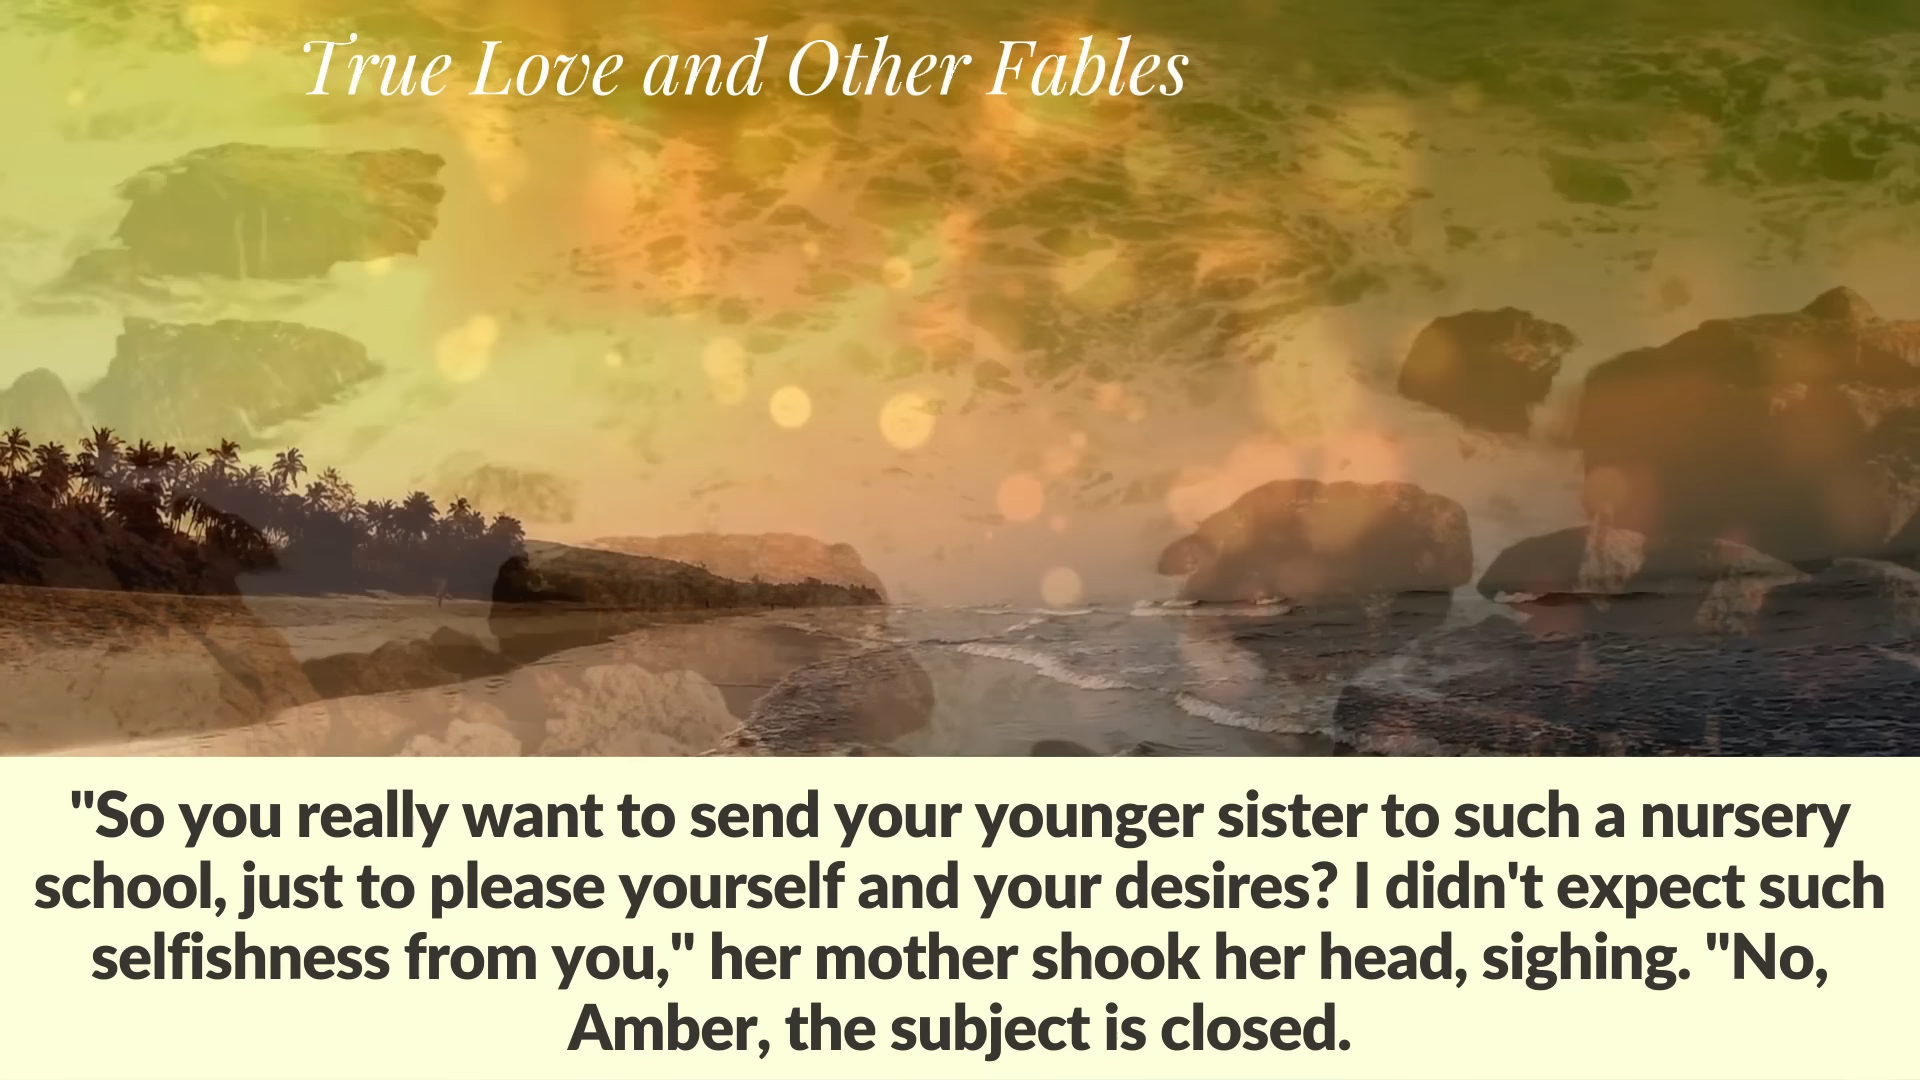 True Love and Other Fables
"So you really want to send your younger sister to such a nursery
school, just to please yourself and your desires? I didn't expect such
selfishness from you," her mother shook her head, sighing. "No,
Amber, the subject is closed.